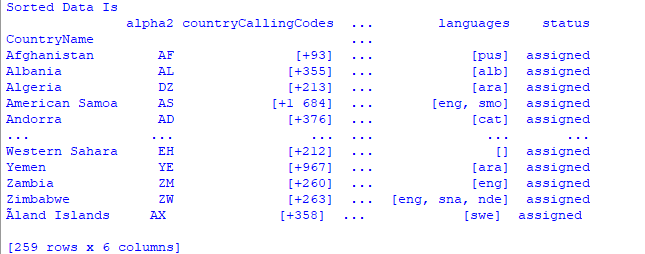 Sorted Data Is
alpha2 countryCallingCodes ... languages status
CountryName ...
Afghanistan AF [+93] ... [pus] assigned
Albania AL [+355] ... [alb] assigned
Algeria DZ [+213] ... [ara] assigned
American Samoa AS [+1 684] ... [eng, smo] assigned
Andorra AD [+376] ... [cat] assigned
... ... ... ... ... ...
Western Sahara EH [+212] ... [] assigned
Yemen YE [+967] ... [ara] assigned
Zambia ZM [+260] ... [eng] assigned
Zimbabwe ZW [+263] ... [eng, sna, nde] assigned
Ãland Islands AX [+358] ... [swe] assigned
[259 rows x 6 columns]